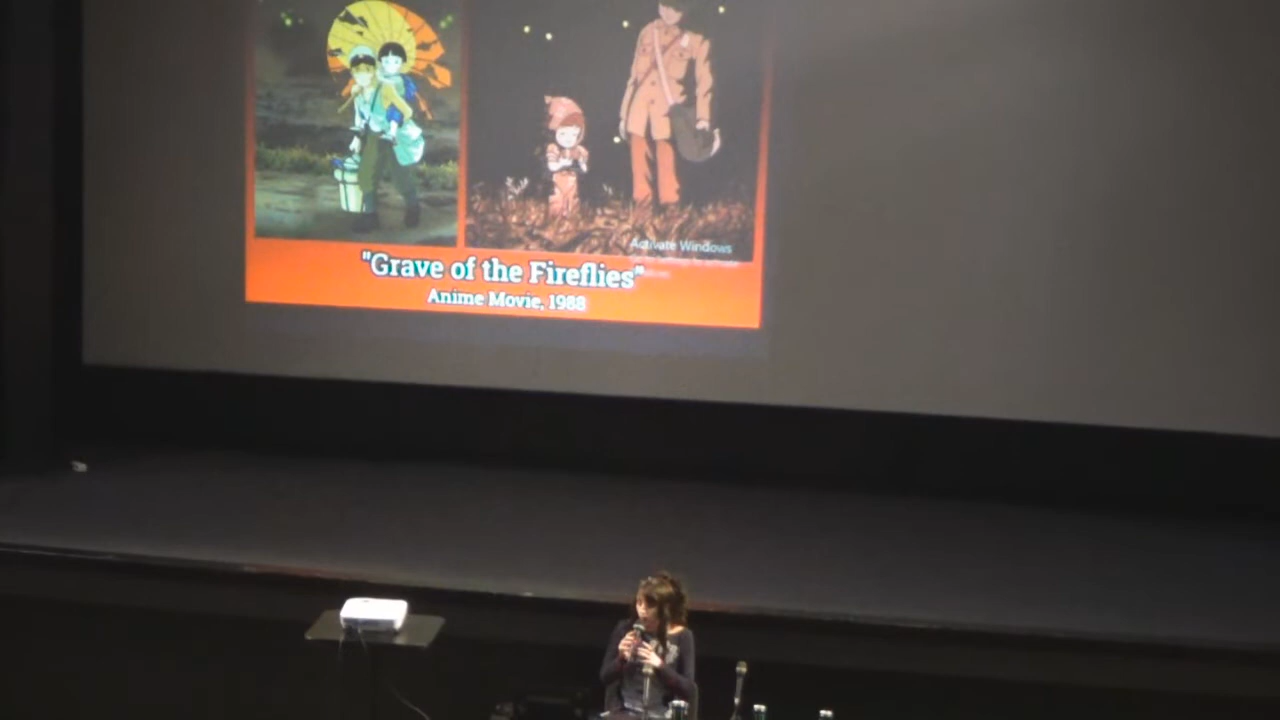 Activate Windows
"Grave of the Fireflies"
Anime Movie, 1988